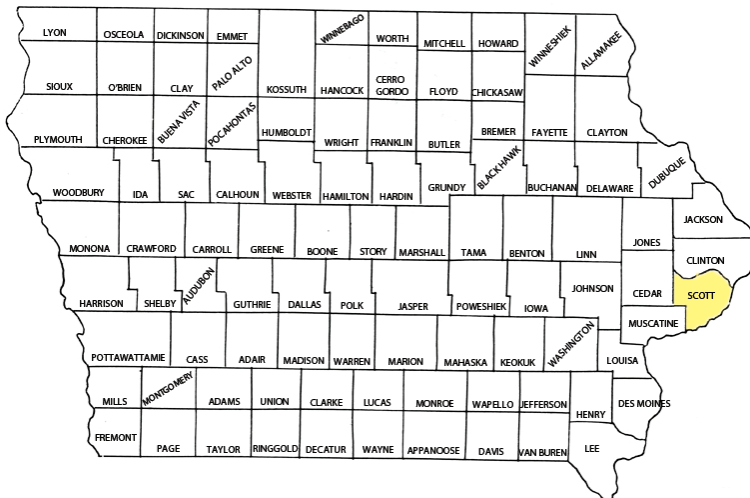 LYON OSCEOLA DICKINSON EMMET WINNEBAGO WORTH MITCHELL HOWARD WINNESHIEK ALLAMAKEE
SIOUX O'BRIEN CLAY PALO ALTO KOSSUTH HANCOCK CERRO GORDO FLOYD CHICKASAW
PLYMOUTH CHEROKEE BUENA VISTA POCAHONTAS HUMBOLDT WRIGHT FRANKLIN BUTLER BREMER FAYETTE CLAYTON
WOODBURY IDA SAC CALHOUN WEBSTER HAMILTON HARDIN GRUNDY BLACK HAWK BUCHANAN DELAWARE DUBUQUE
MONONA CRAWFORD CARROLL GREENE BOONE STORY MARSHALL TAMA BENTON LINN JONES JACKSON
CLINTON
HARRISON SHELBY AUDUBON GUTHRIE DALLAS POLK JASPER POWESHIEK IOWA JOHNSON CEDAR SCOTT
MUSCATINE
POTTAWATTAMIE CASS ADAIR MADISON WARREN MARION MAHASKA KEOKUK WASHINGTON LOUISA
MILLS MONTGOMERY ADAMS UNION CLARKE LUCAS MONROE WAPELLO JEFFERSON HENRY DES MOINES
FREMONT PAGE TAYLOR RINGGOLD DECATUR WAYNE APPANOOSE DAVIS VAN BUREN LEE